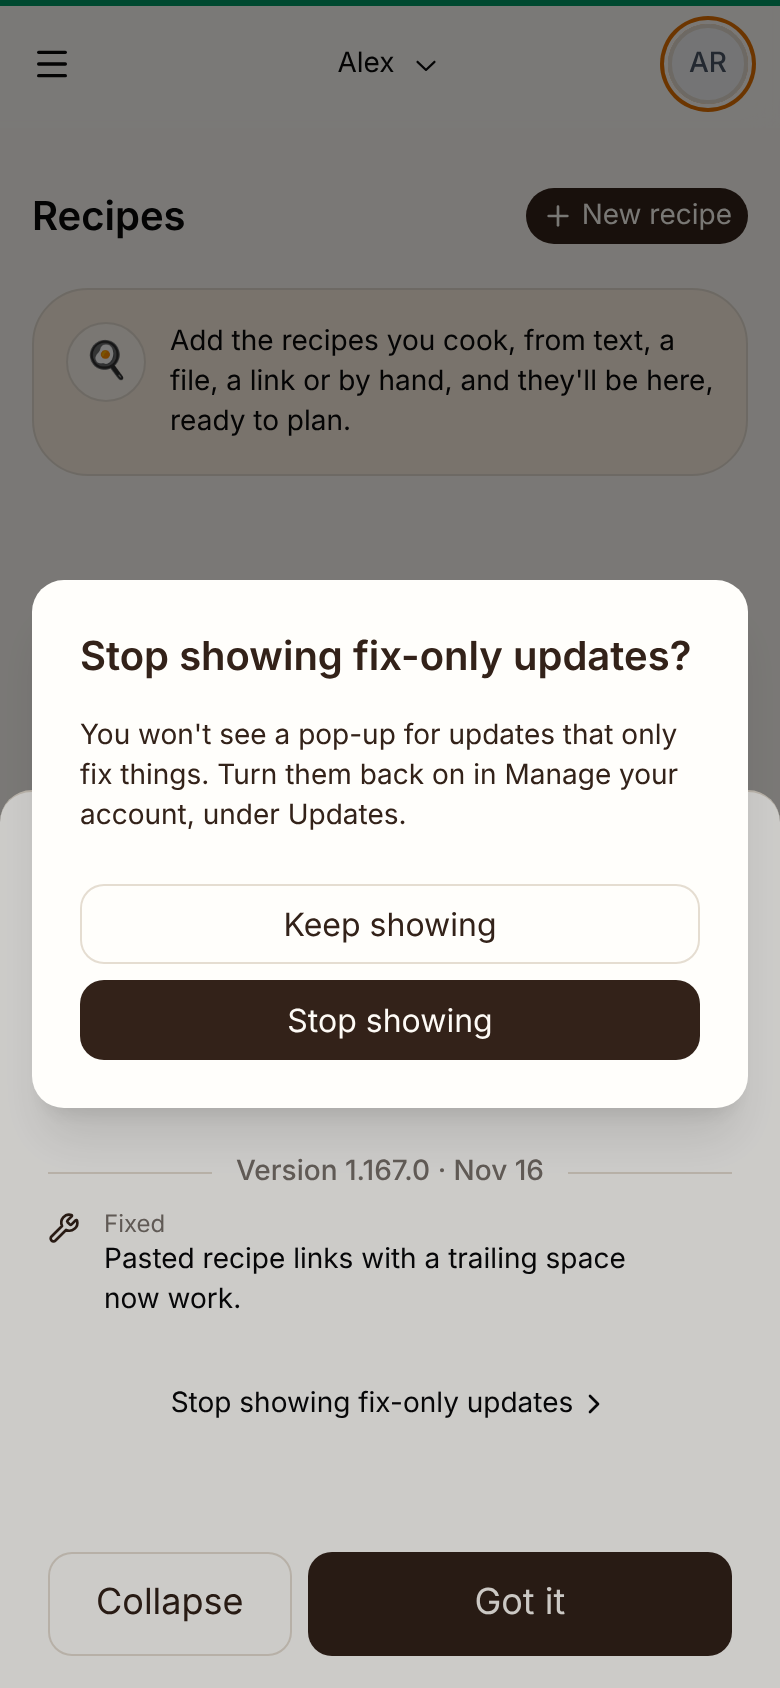 Alex
AR
Recipes
New recipe
Add the recipes you cook, from text, a
file, a link or by hand, and they'll be here,
ready to plan.
Stop showing fix-only updates?
You won't see a pop-up for updates that only
fix things. Turn them back on in Manage your
account, under Updates.
Keep showing
Stop showing
Version 1.167.0 · Nov 16
Fixed
Pasted recipe links with a trailing space
now work.
Stop showing fix-only updates
Collapse
Got it